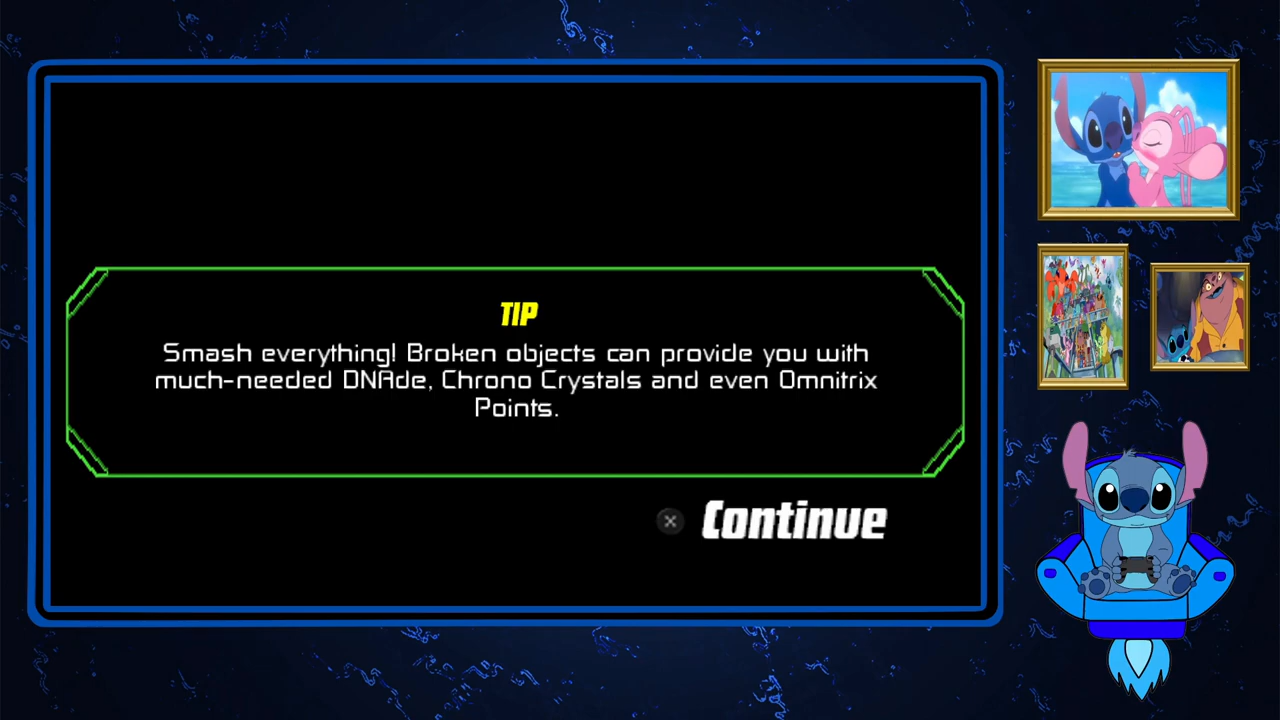 TIP
Smash everything! Broken objects can provide you with
much-needed DNAde, Chrono Crystals and even Omnitrix
Points.
Continue